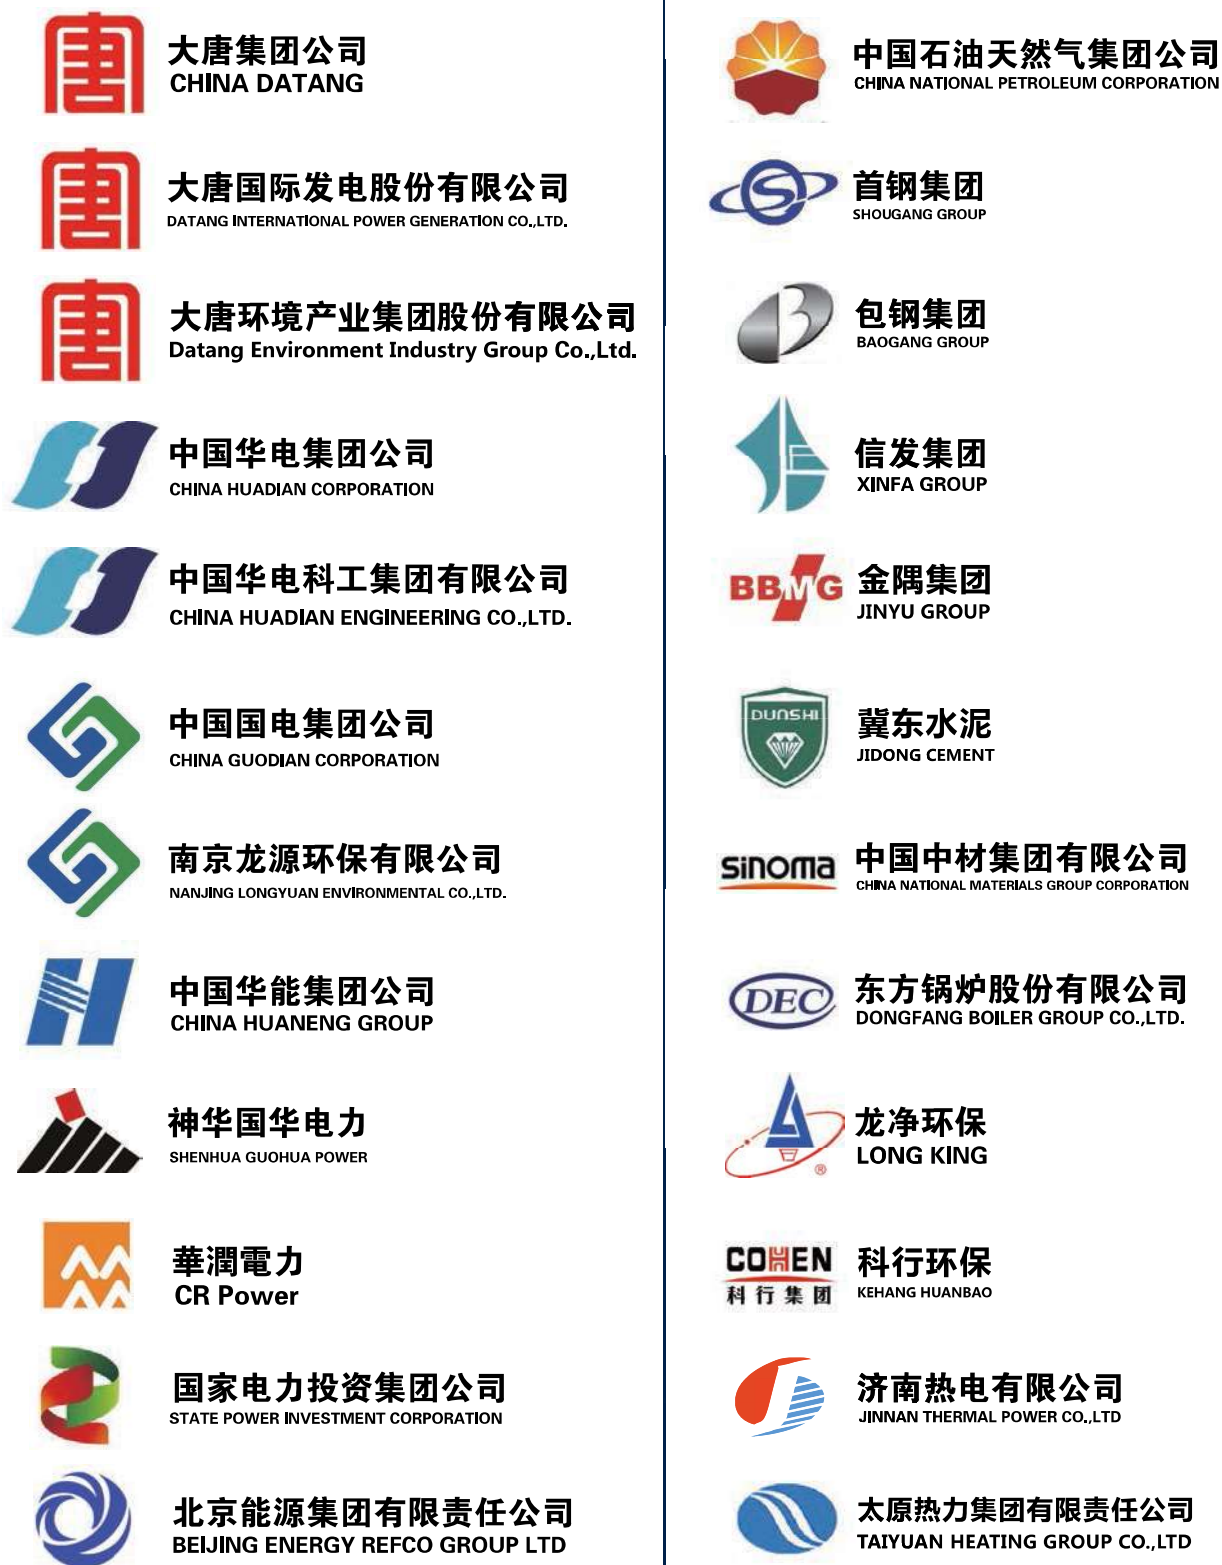 大唐集团公司
CHINA DATANG
大唐国际发电股份有限公司
DATANG INTERNATIONAL POWER GENERATION CO.,LTD.
大唐环境产业集团股份有限公司
Datang Environment Industry Group Co.,Ltd.
中国华电集团公司
CHINA HUADIAN CORPORATION
中国华电科工集团有限公司
CHINA HUADIAN ENGINEERING CO.,LTD.
中国国电集团公司
CHINA GUODIAN CORPORATION
南京龙源环保有限公司
NANJING LONGYUAN ENVIRONMENTAL CO.,LTD.
中国华能集团公司
CHINA HUANENG GROUP
神华国华电力
SHENHUA GUOHUA POWER
華潤電力
CR Power
国家电力投资集团公司
STATE POWER INVESTMENT CORPORATION
北京能源集团有限责任公司
BEIJING ENERGY REFCO GROUP LTD
中国石油天然气集团公司
CHINA NATIONAL PETROLEUM CORPORATION
首钢集团
SHOUGANG GROUP
包钢集团
BAOGANG GROUP
信发集团
XINFA GROUP
BBMG
金隅集团
JINYU GROUP
DUNSHI
冀东水泥
JIDONG CEMENT
sinoma
中国中材集团有限公司
CHINA NATIONAL MATERIALS GROUP CORPORATION
DEC
东方锅炉股份有限公司
DONGFANG BOILER GROUP CO.,LTD.
®
龙净环保
LONG KING
COHEN
科行集团
科行环保
KEHANG HUANBAO
济南热电有限公司
JINNAN THERMAL POWER CO.,LTD
太原热力集团有限责任公司
TAIYUAN HEATING GROUP CO.,LTD